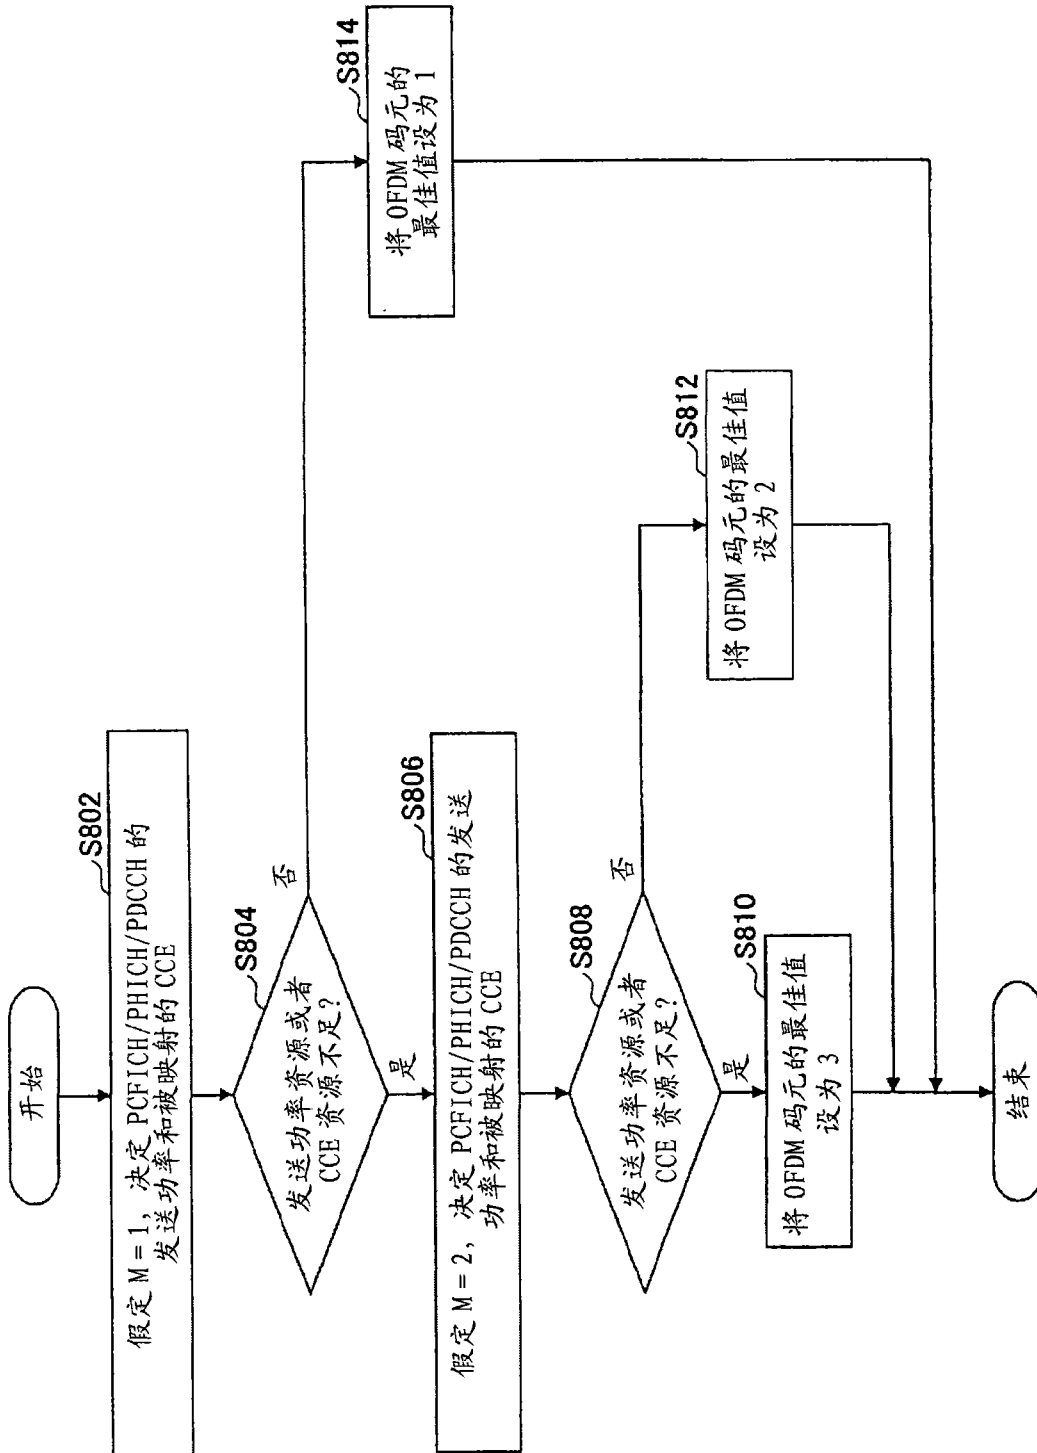 开始
S802
假定 M = 1, 决定 PCFICH/PHICH/PDCCH 的
发送功率和被映射的 CCE
S804
发送功率资源或者
CCE 资源不足?
否
是
S814
将 OFDM 码元的
最佳值设为 1
S806
假定 M = 2, 决定 PCFICH/PHICH/PDCCH 的发送
功率和被映射的 CCE
S808
发送功率资源或者
CCE 资源不足?
否
是
S812
将 OFDM 码元的最佳值
设为 2
S810
将 OFDM 码元的最佳值
设为 3
结束